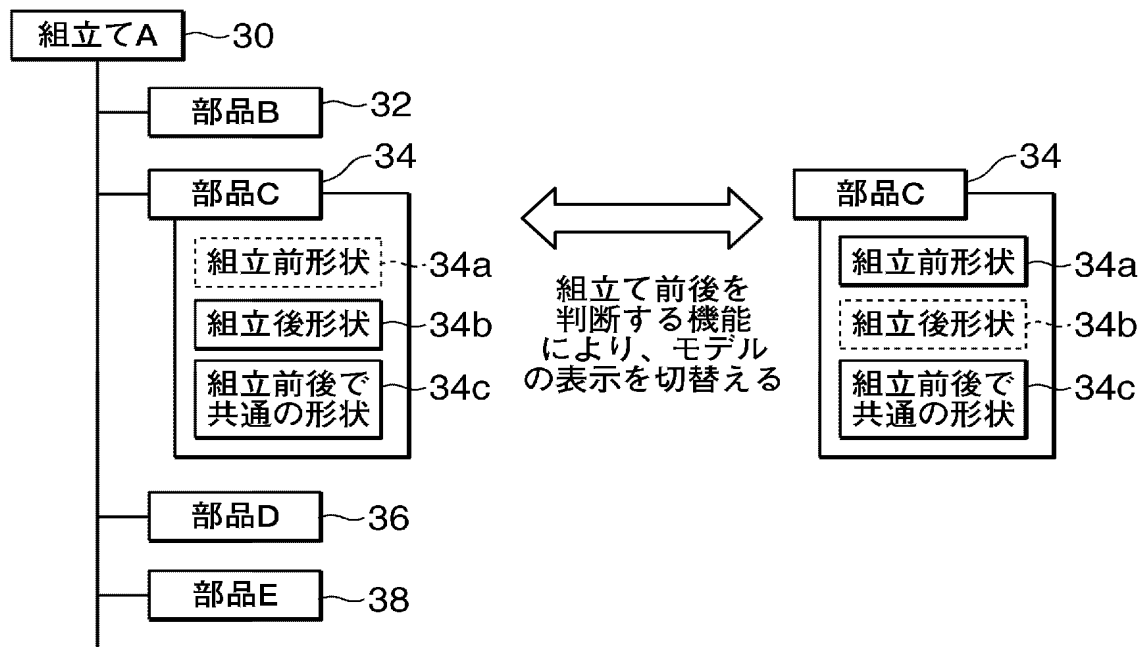 組立てA 30
部品B 32
部品C 34
組立前形状 34a
組立後形状 34b
組立前後で
共通の形状 34c
部品D 36
部品E 38
組立て前後を
判断する機能
により、モデル
の表示を切替える
部品C 34
組立前形状 34a
組立後形状 34b
組立前後で
共通の形状 34c